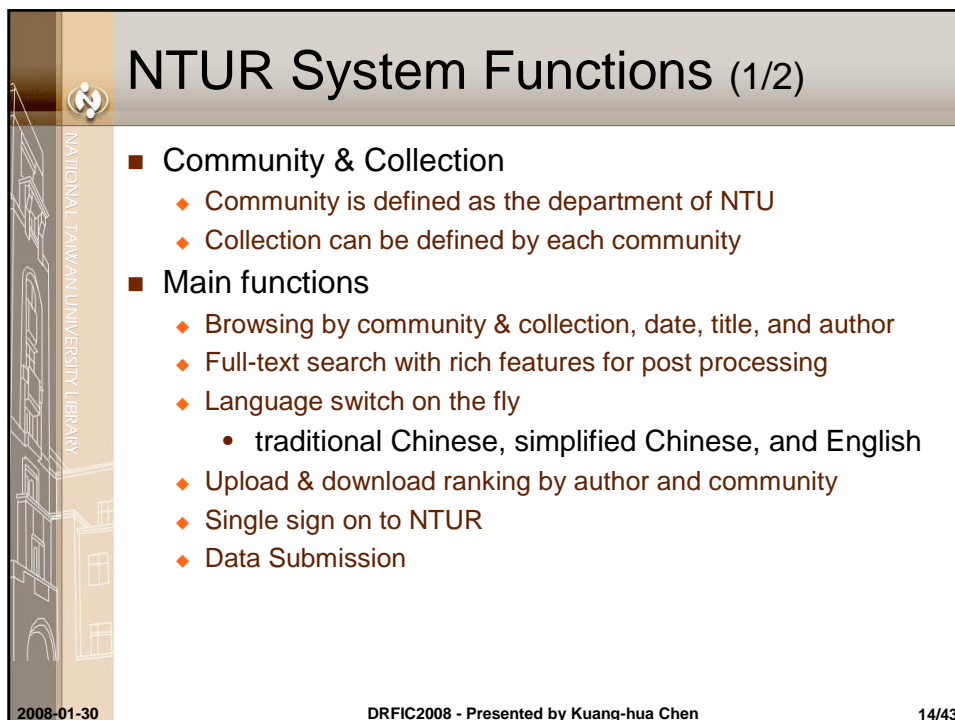 NTUR System Functions (1/2)
NATIONAL TAIWAN UNIVERSITY LIBRARY
■ Community & Collection
◆ Community is defined as the department of NTU
◆ Collection can be defined by each community
■ Main functions
◆ Browsing by community & collection, date, title, and author
◆ Full-text search with rich features for post processing
◆ Language switch on the fly
• traditional Chinese, simplified Chinese, and English
◆ Upload & download ranking by author and community
◆ Single sign on to NTUR
◆ Data Submission
2008-01-30 DRFIC2008 - Presented by Kuang-hua Chen 14/43